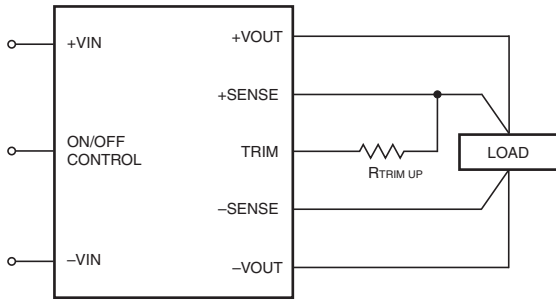 +VIN
+VOUT
+SENSE
ON/OFF
CONTROL
TRIM
LOAD
RTRIM UP
–SENSE
–VIN
–VOUT